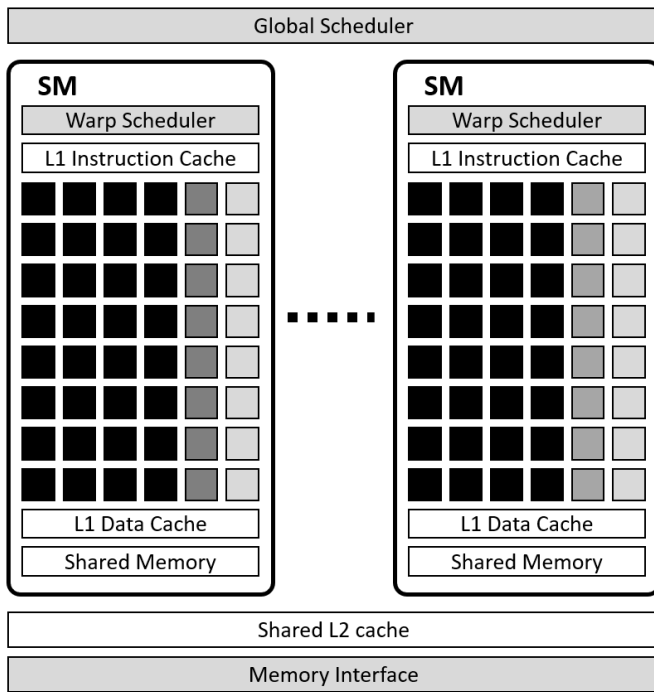 Global Scheduler
SM
Warp Scheduler
L1 Instruction Cache
L1 Data Cache
Shared Memory
SM
Warp Scheduler
L1 Instruction Cache
L1 Data Cache
Shared Memory
Shared L2 cache
Memory Interface